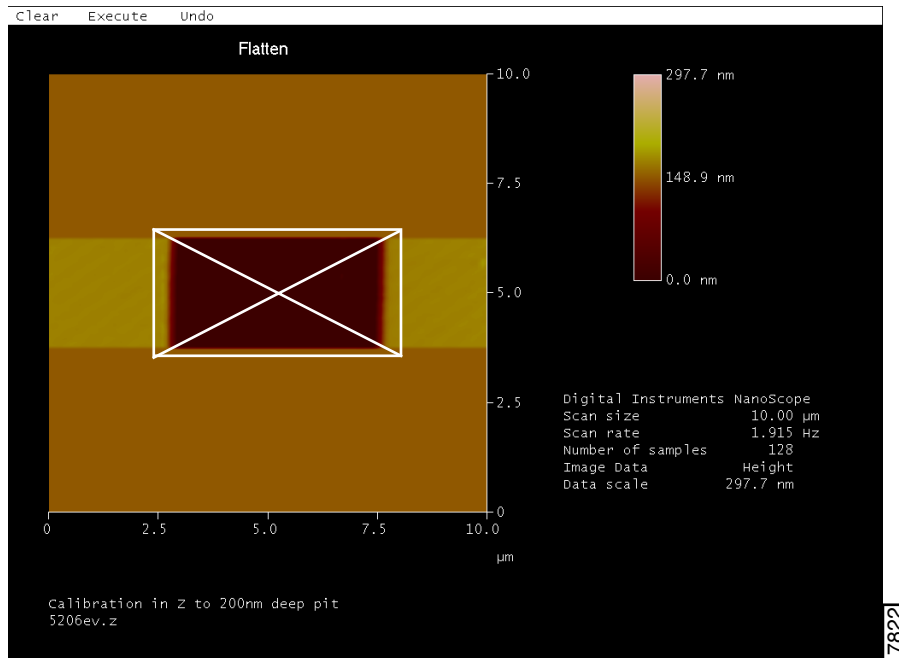 Clear Execute Undo
Flatten
10.0
7.5
5.0
2.5
0
0 2.5 5.0 7.5 10.0
µm
297.7 nm
148.9 nm
0.0 nm
Digital Instruments NanoScope
Scan size 10.00 µm
Scan rate 1.915 Hz
Number of samples 128
Image Data Height
Data scale 297.7 nm
Calibration in Z to 200nm deep pit
5206ev.z
7822